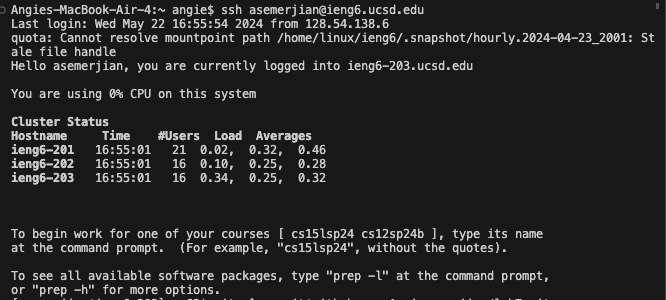 Angies-MacBook-Air-4:~ angie$ ssh asemerjian@ieng6.ucsd.edu
Last login: Wed May 22 16:55:54 2024 from 128.54.138.6
quota: Cannot resolve mountpoint path /home/linux/ieng6/.snapshot/hourly.2024-04-23_2001: St
ale file handle
Hello asemerjian, you are currently logged into ieng6-203.ucsd.edu
You are using 0% CPU on this system
Cluster Status
Hostname Time #Users Load Averages
ieng6-201 16:55:01 21 0.02, 0.32, 0.46
ieng6-202 16:55:01 16 0.10, 0.25, 0.28
ieng6-203 16:55:01 16 0.34, 0.25, 0.32
To begin work for one of your courses [ cs15lsp24 cs12sp24b ], type its name
at the command prompt. (For example, "cs15lsp24", without the quotes).
To see all available software packages, type "prep -l" at the command prompt,
or "prep -h" for more options.